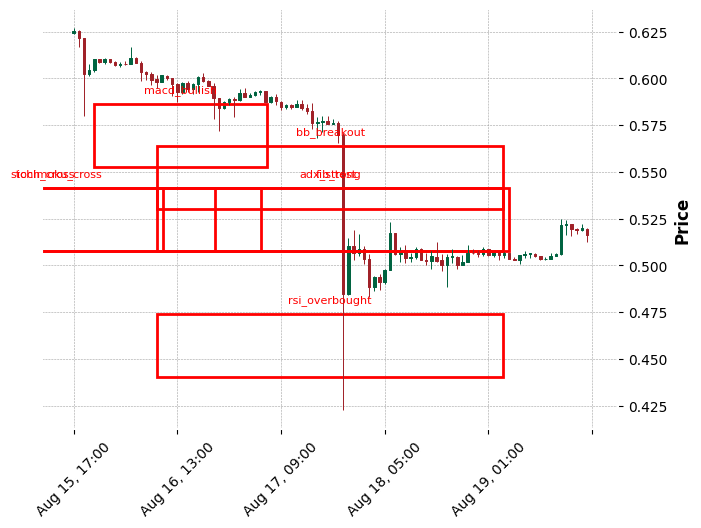 0.625
0.600
macd_bullish
0.575
bb_breakout
0.550
0.525
Price
0.500
rsi_overbought
0.475
0.450
0.425
Aug 15, 17:00
Aug 16, 13:00
Aug 17, 09:00
Aug 18, 05:00
Aug 19, 01:00